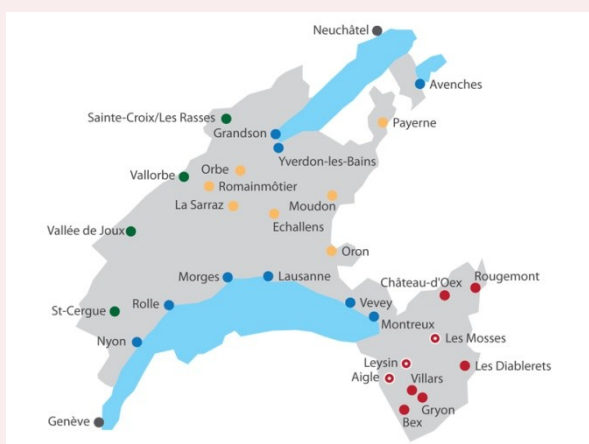 Neuchâtel
Avenches
Sainte-Croix/Les Rasses
Payerne
Grandson
Yverdon-les-Bains
Orbe
Vallorbe
Romainmôtier
La Sarraz
Moudon
Echallens
Vallée de Joux
Oron
Morges
Lausanne
Château-d'Oex
Rougemont
Rolle
Vevey
St-Cergue
Montreux
Nyon
Les Mosses
Leysin
Les Diablerets
Aigle
Villars
Gryon
Bex
Genève